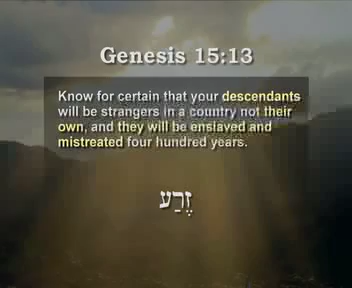 Genesis 15:13
Know for certain that your descendants
will be strangers in a country not their
own, and they will be enslaved and
mistreated four hundred years.
זֶרַע